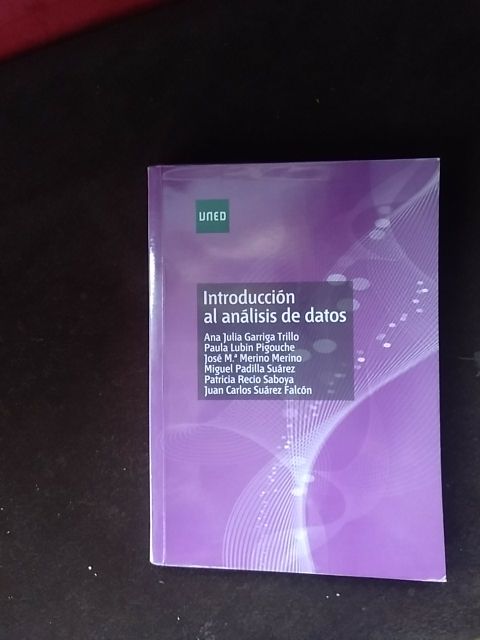 UNED
Introducción
al análisis de datos
Ana Julia Garriga Trillo
Paula Lubin Pigouche
José M.ª Merino Merino
Miguel Padilla Suárez
Patricia Recio Saboya
Juan Carlos Suárez Falcón